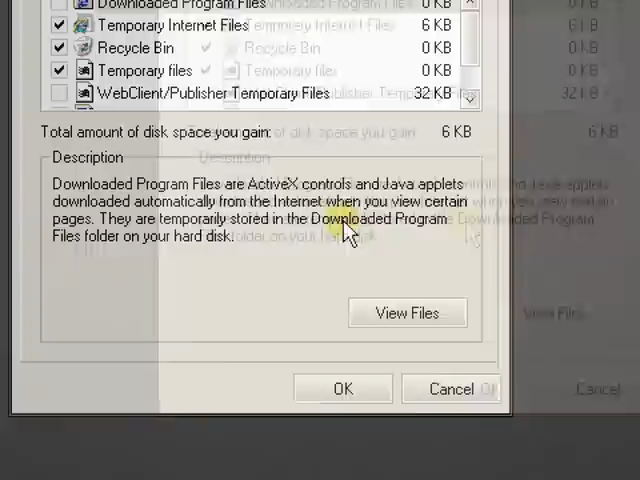 Downloaded Program Files 0 KB
Temporary Internet Files 6 KB
Recycle Bin 0 KB
Temporary files 0 KB
WebClient/Publisher Temporary Files 32 KB
Total amount of disk space you gain: 6 KB
Description
Downloaded Program Files are ActiveX controls and Java applets
downloaded automatically from the Internet when you view certain
pages. They are temporarily stored in the Downloaded Program
Files folder on your hard disk.
View Files
OK Cancel